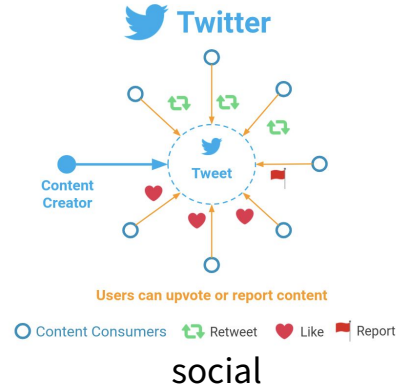 Twitter
Tweet
Content
Creator
Users can upvote or report content
Content Consumers Retweet Like Report
social